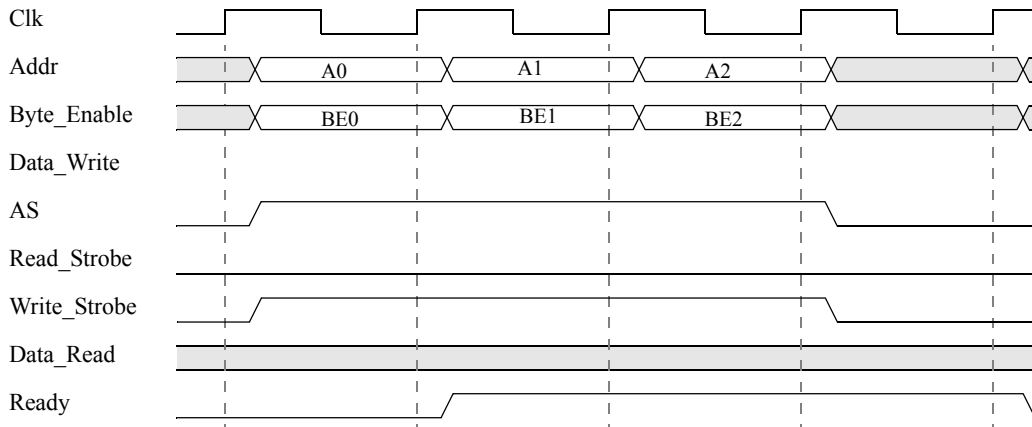 Clk
Addr A0 A1 A2
Byte_Enable BE0 BE1 BE2
Data_Write
AS
Read_Strobe
Write_Strobe
Data_Read
Ready